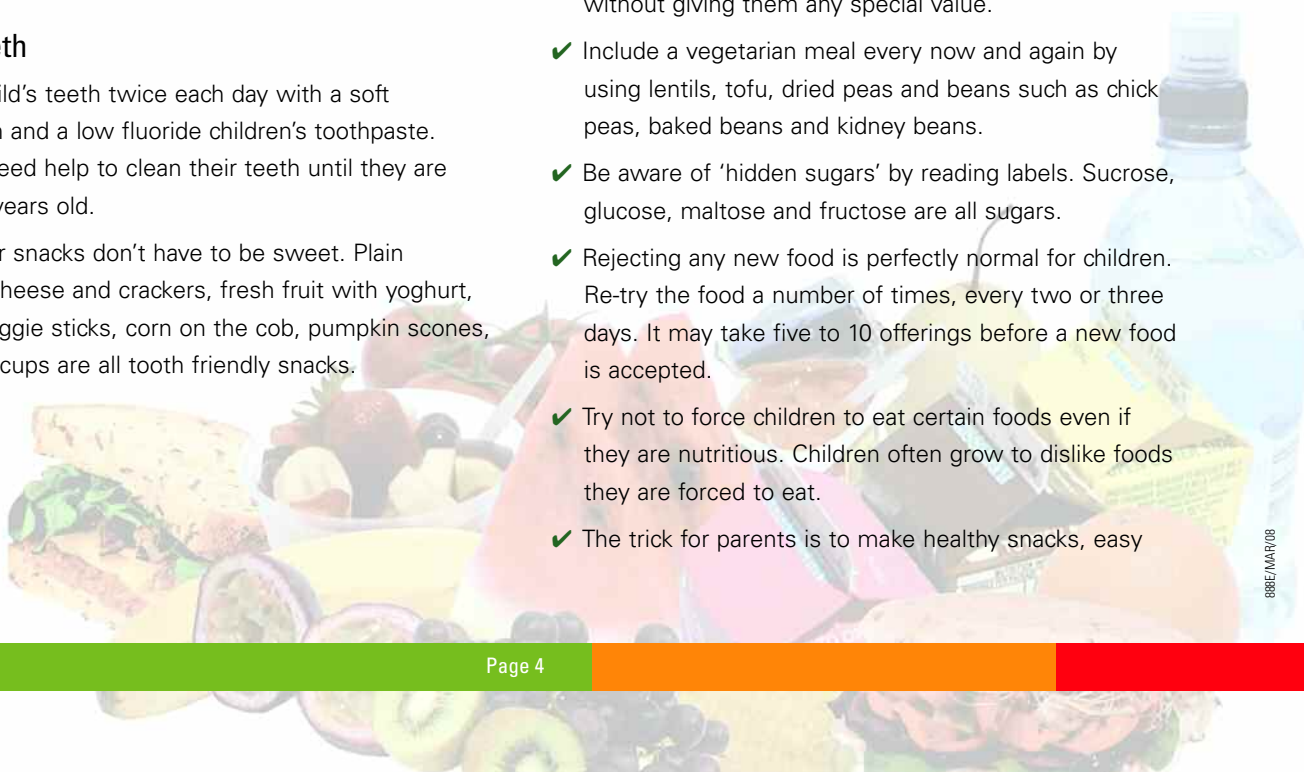 eth
ild's teeth twice each day with a soft
h and a low fluoride children's toothpaste.
eed help to clean their teeth until they are
years old.
r snacks don't have to be sweet. Plain
heese and crackers, fresh fruit with yoghurt,
ggie sticks, corn on the cob, pumpkin scones,
cups are all tooth friendly snacks.
without giving them any special value.
✔ Include a vegetarian meal every now and again by
using lentils, tofu, dried peas and beans such as chick
peas, baked beans and kidney beans.
✔ Be aware of ‘hidden sugars’ by reading labels. Sucrose,
glucose, maltose and fructose are all sugars.
✔ Rejecting any new food is perfectly normal for children.
Re-try the food a number of times, every two or three
days. It may take five to 10 offerings before a new food
is accepted.
✔ Try not to force children to eat certain foods even if
they are nutritious. Children often grow to dislike foods
they are forced to eat.
✔ The trick for parents is to make healthy snacks, easy
888E/MAR/08
Page 4